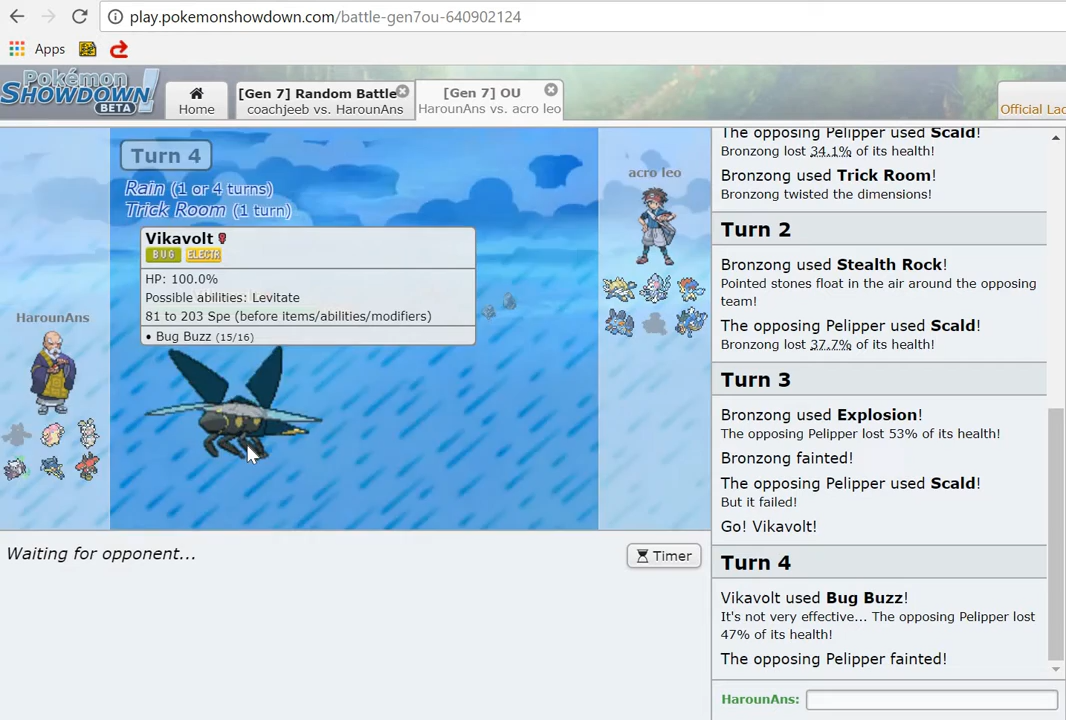 play.pokemonshowdown.com/battle-gen7ou-640902124
Apps
Pokémon
SHOWDOWN!
BETA
Home
[Gen 7] Random Battle
coachjeeb vs. HarounAns
[Gen 7] OU
HarounAns vs. acro leo
Official Lad
Turn 4
Rain (1 or 4 turns)
Trick Room (1 turn)
Vikavolt
BUG ELECTR
HP: 100.0%
Possible abilities: Levitate
81 to 203 Spe (before items/abilities/modifiers)
• Bug Buzz (15/16)
HarounAns
acro leo
Waiting for opponent...
Timer
The opposing Pelipper used Scald!
Bronzong lost 34.1% of its health!
Bronzong used Trick Room!
Bronzong twisted the dimensions!
Turn 2
Bronzong used Stealth Rock!
Pointed stones float in the air around the opposing
team!
The opposing Pelipper used Scald!
Bronzong lost 37.7% of its health!
Turn 3
Bronzong used Explosion!
The opposing Pelipper lost 53% of its health!
Bronzong fainted!
The opposing Pelipper used Scald!
But it failed!
Go! Vikavolt!
Turn 4
Vikavolt used Bug Buzz!
It's not very effective... The opposing Pelipper lost
47% of its health!
The opposing Pelipper fainted!
HarounAns: